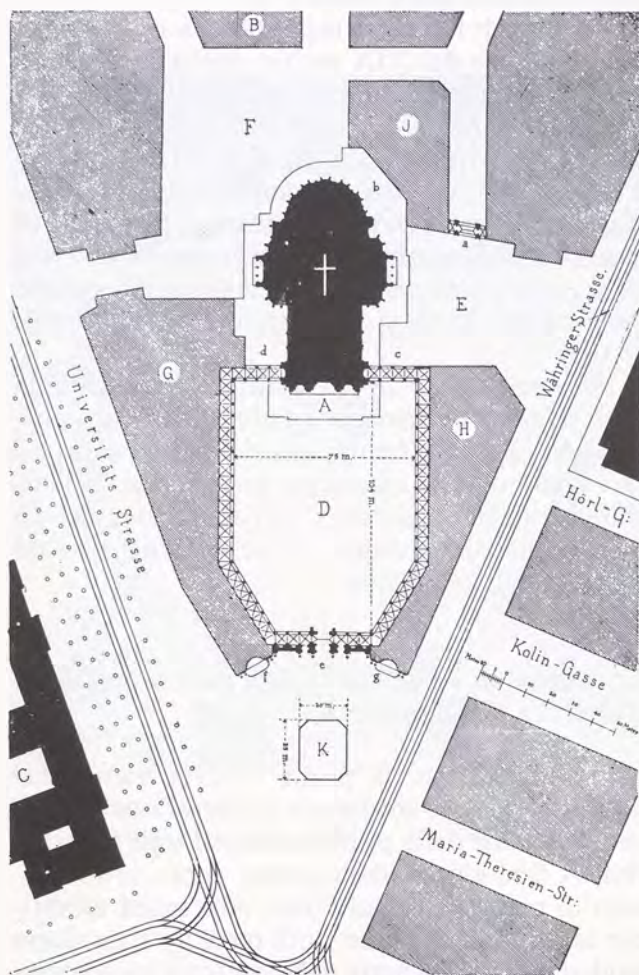 B
F
J
b
a
E
Währinger-Strasse.
d
c
G
A
H
75 m.
104 m.
D
Universitäts
Strasse
Hörl-G:
Kolin-Gasse
e
f
g
K
C
Maria-Theresien-Str: